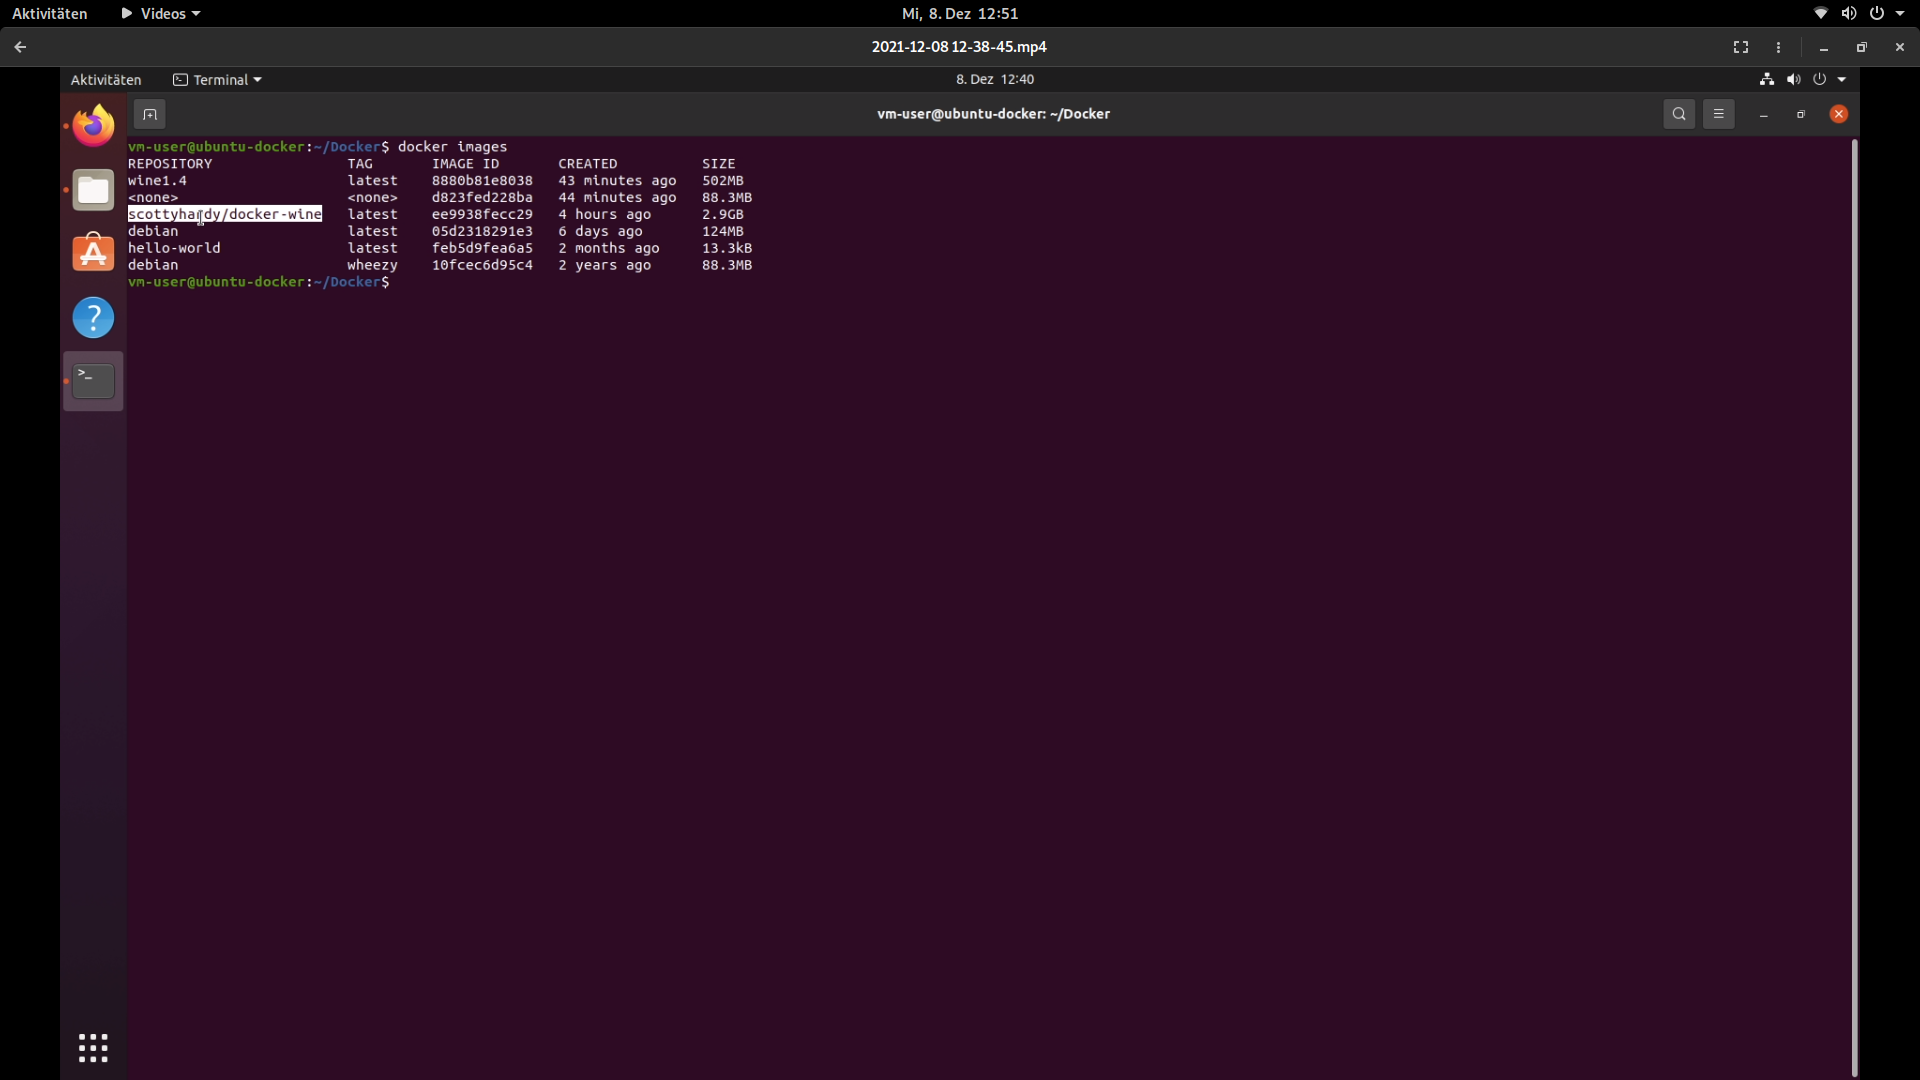 Aktivitäten Videos Mi, 8. Dez 12:51
2021-12-08 12-38-45.mp4
Aktivitäten Terminal 8. Dez 12:40
vm-user@ubuntu-docker: ~/Docker
vm-user@ubuntu-docker:~/Docker$ docker images
REPOSITORY TAG IMAGE ID CREATED SIZE
wine1.4 latest 8880b81e8038 43 minutes ago 502MB
<none> <none> d823fed228ba 44 minutes ago 88.3MB
scottyhardy/docker-wine latest ee9938fecc29 4 hours ago 2.9GB
debian latest 05d2318291e3 6 days ago 124MB
hello-world latest feb5d9fea6a5 2 months ago 13.3kB
debian wheezy 10fcec6d95c4 2 years ago 88.3MB
vm-user@ubuntu-docker:~/Docker$